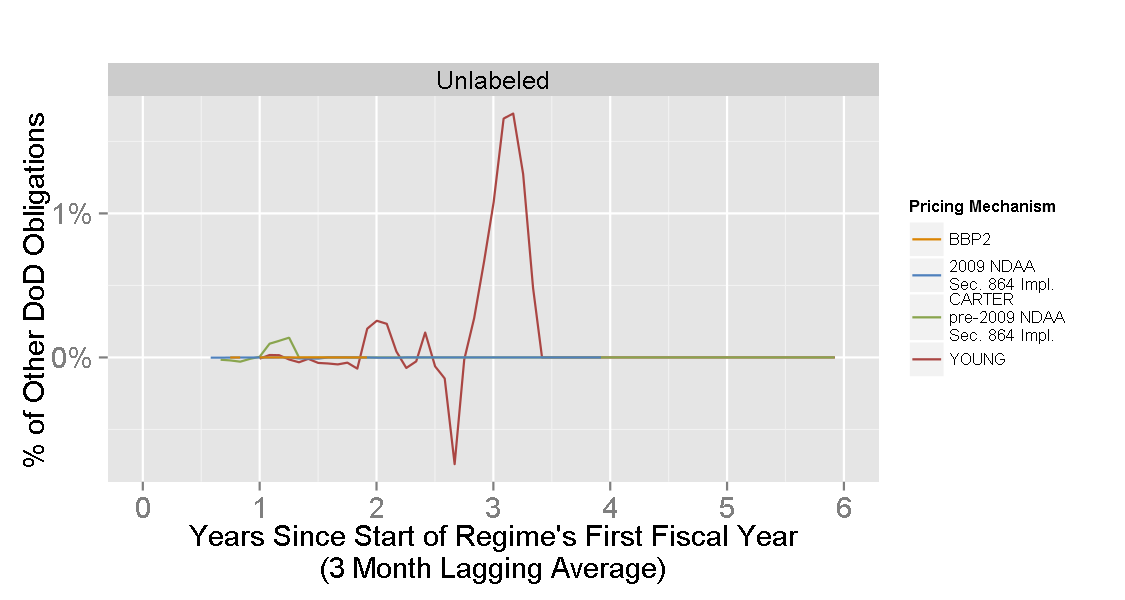 Unlabeled
% of Other DoD Obligations
1%
0%
0 1 2 3 4 5 6
Years Since Start of Regime's First Fiscal Year
(3 Month Lagging Average)
Pricing Mechanism
BBP2
2009 NDAA
Sec. 864 Impl.
CARTER
pre-2009 NDAA
Sec. 864 Impl.
YOUNG